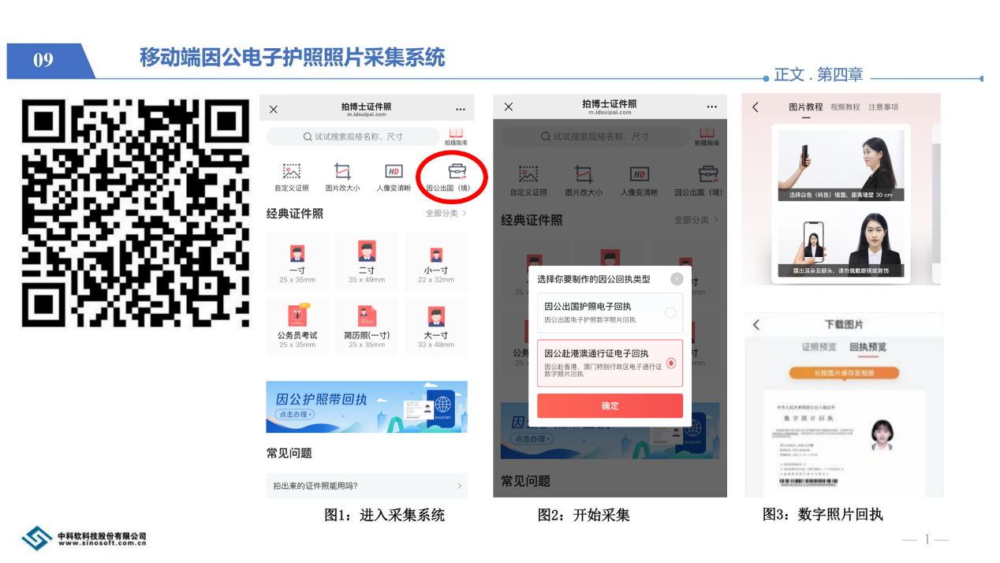 09
移动端因公电子护照照片采集系统
正文 . 第四章
拍博士证件照
m.idsuipai.com
试试搜索规格名称、尺寸
拍摄指南
自定义证照
图片改大小
HD
人像变清晰
因公出国（境)
经典证件照
全部分类
一寸
25 x 35mm
二寸
35 x 49mm
小一寸
22 x 32mm
公务员考试
25 x 35mm
简历照(一寸)
25 x 35mm
大一寸
33 x 48mm
因公护照带回执
点击办理
常见问题
拍出来的证件照能用吗?
图1：进入采集系统
拍博士证件照
m.idsuipai.com
试试搜索规格名称、尺寸
拍摄指南
自定义证照
图片改大小
HD
人像变清晰
因公出国（境)
经典证件照
全部分类
选择你要制作的因公回执类型
因公出国护照电子回执
因公出国电子护照数字照片回执
因公赴港澳通行证电子回执
因公赴香港、澳门特别行政区电子通行证
数字照片回执
确定
点击办理
常见问题
图2：开始采集
图片教程
视频教程
注意事项
选择白色（纯色）墙面，距离墙壁 30 cm
露出耳朵及额头，请勿佩戴眼镜或首饰
下载图片
证照预览
回执预览
长按图片保存至相册
数字照片回执
图3：数字照片回执
中科软科技股份有限公司
www.sinosoft.com.cn
— 1 —